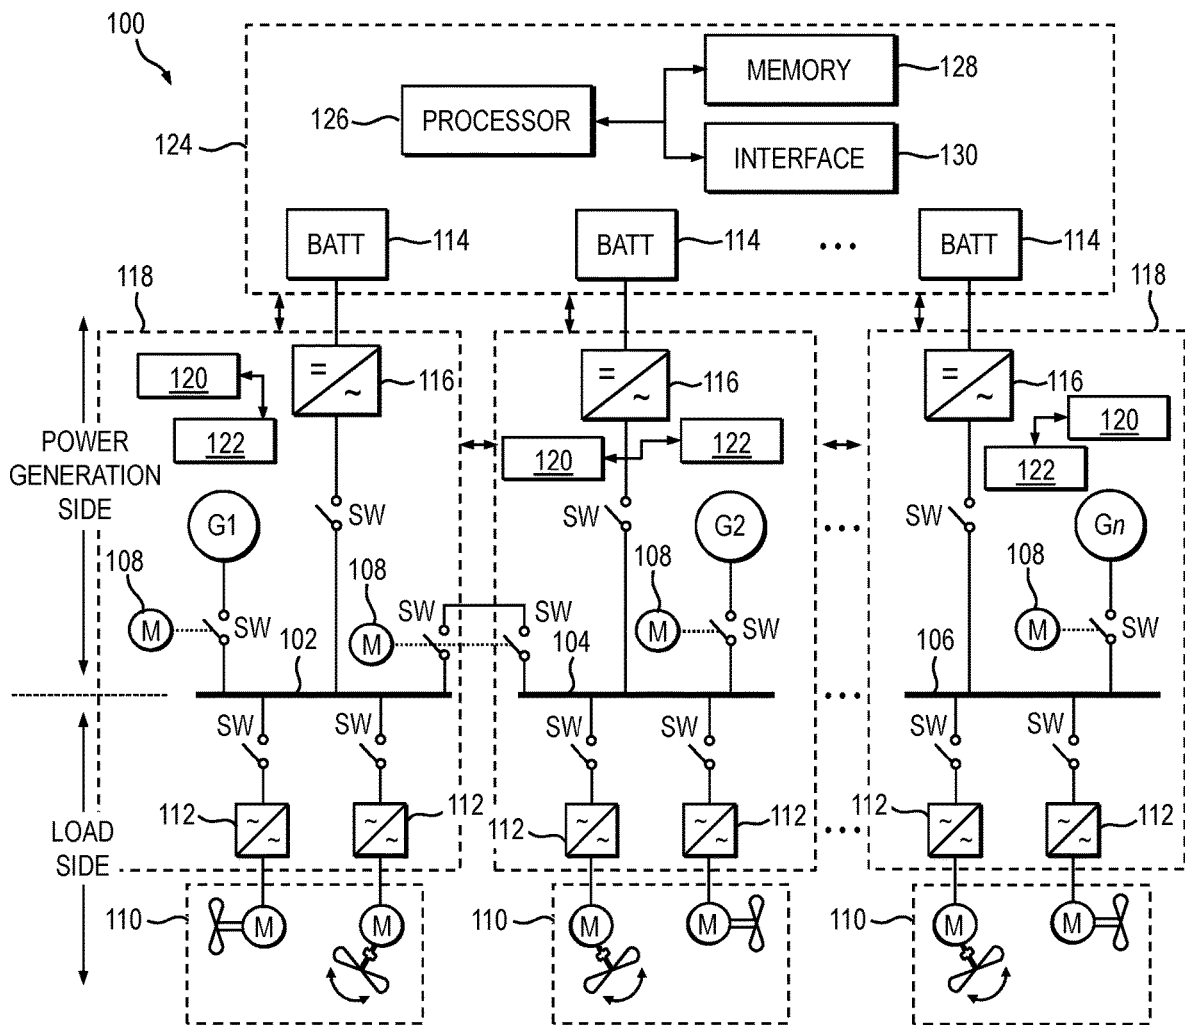 100
MEMORY
128
126
PROCESSOR
124
INTERFACE
130
BATT
114
BATT
114
...
BATT
114
118
118
=
~
116
=
~
116
=
~
116
120
122
120
122
120
122
POWER
GENERATION
SIDE
G1
SW
SW
G2
...
SW
Gn
108
M
SW
108
M
SW
SW
108
M
SW
108
M
SW
102
104
106
...
SW
SW
SW
SW
SW
SW
LOAD
SIDE
112
~
~
~
~
112
112
~
~
~
~
112
...
112
~
~
~
~
112
110
M
M
110
M
M
110
M
M